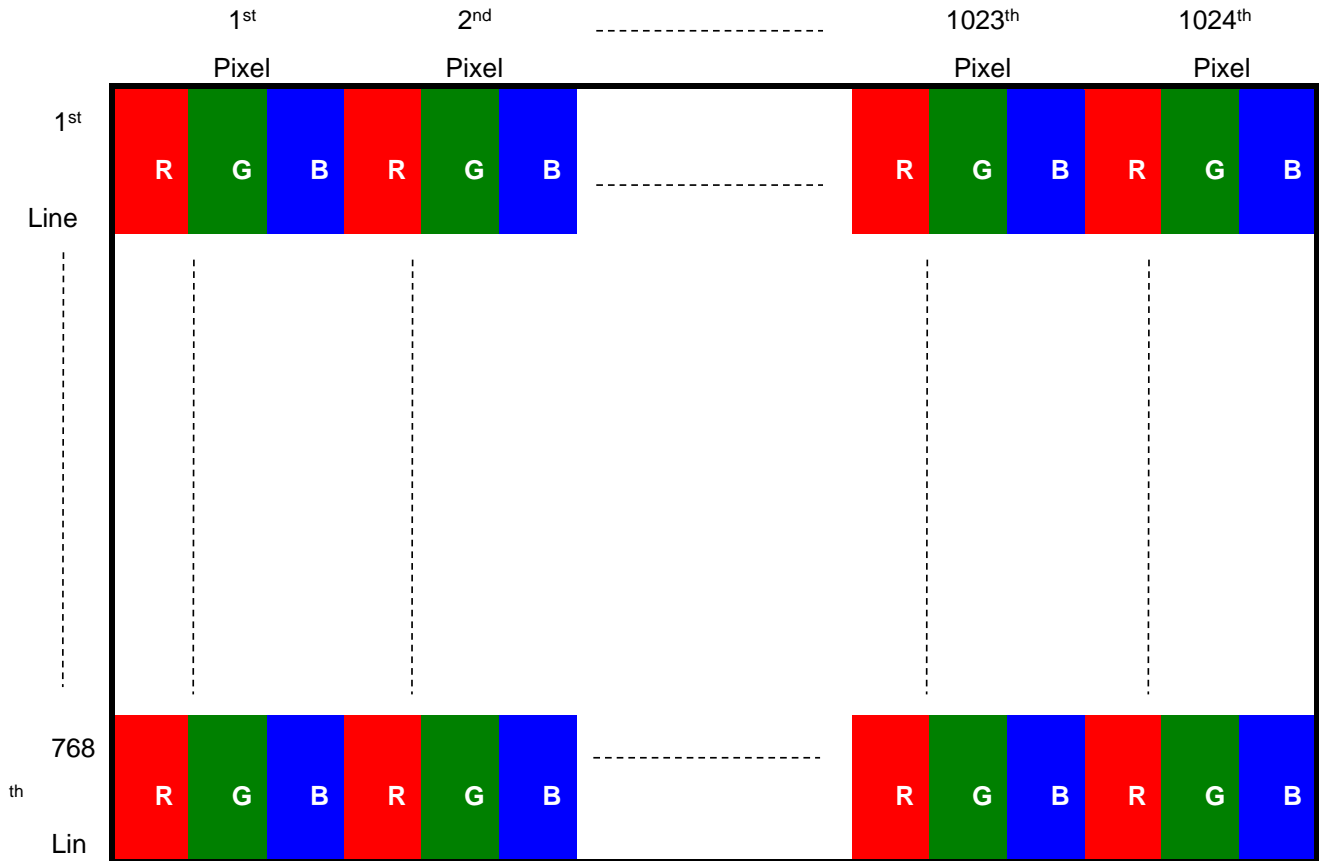 1st 2nd 1023th 1024th
Pixel Pixel Pixel Pixel
1st
R G B R G B R G B R G B
Line
768
th
R G B R G B R G B R G B
Lin